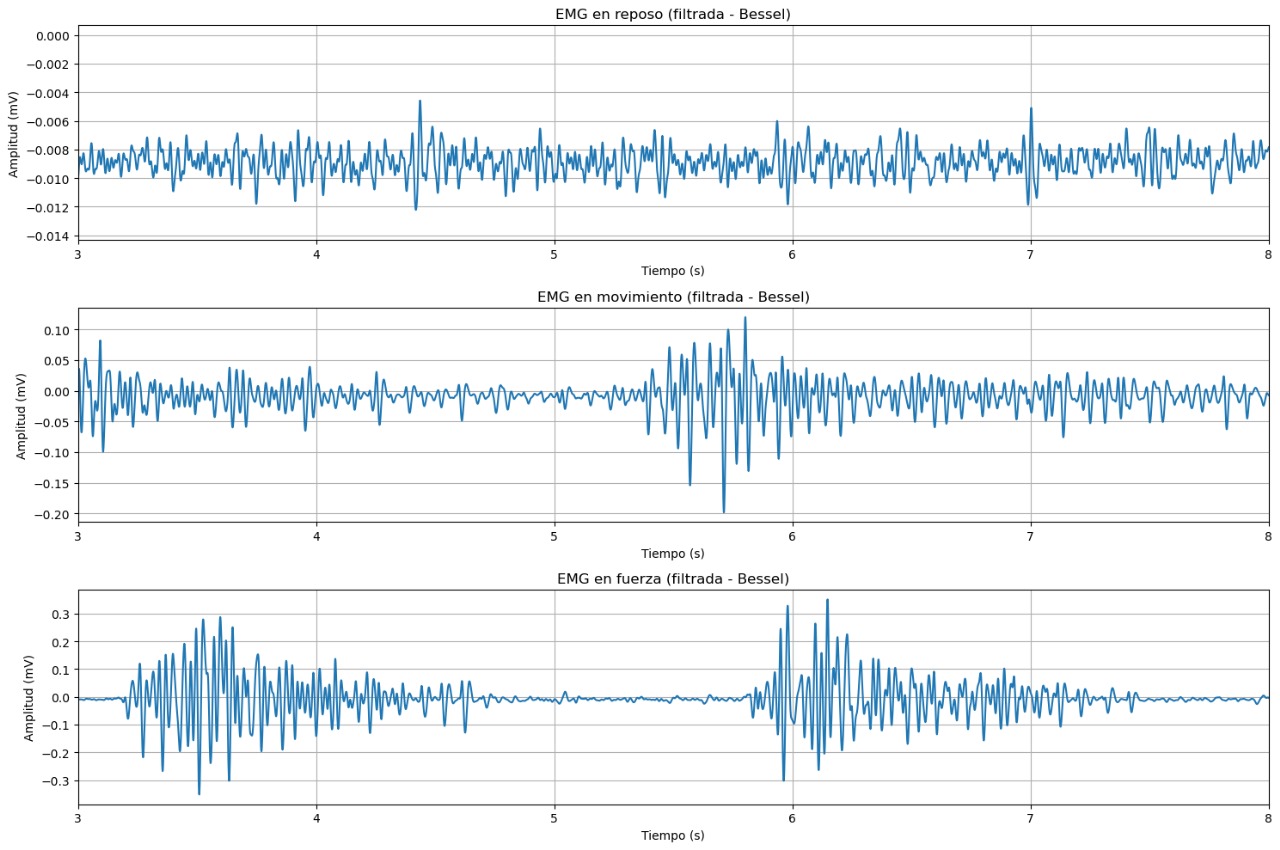 EMG en reposo (filtrada - Bessel)
0.000
−0.002
−0.004
−0.006
−0.008
−0.010
−0.012
−0.014
Amplitud (mV)
3 4 5 6 7 8
Tiempo (s)
EMG en movimiento (filtrada - Bessel)
0.10
0.05
0.00
−0.05
−0.10
−0.15
−0.20
Amplitud (mV)
3 4 5 6 7 8
Tiempo (s)
EMG en fuerza (filtrada - Bessel)
0.3
0.2
0.1
0.0
−0.1
−0.2
−0.3
Amplitud (mV)
3 4 5 6 7 8
Tiempo (s)